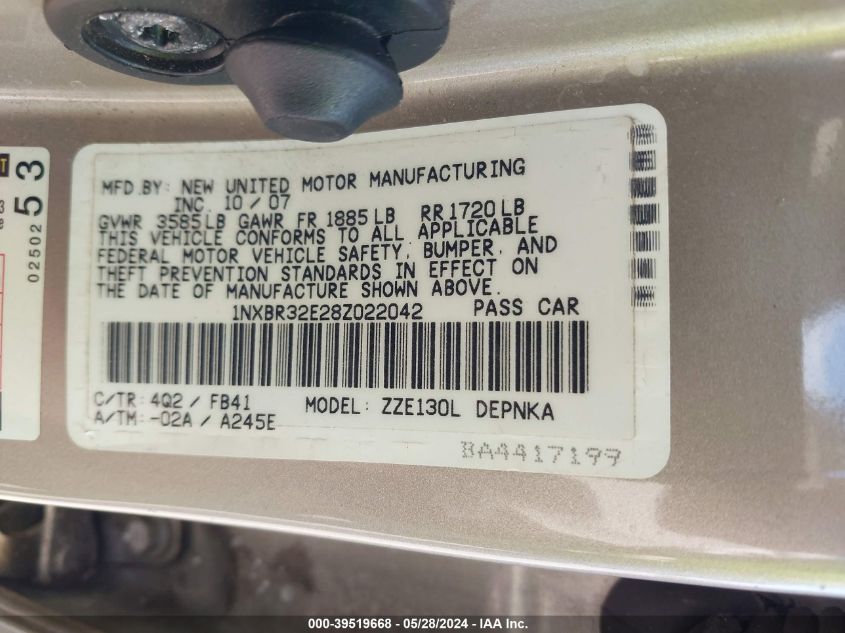 MFD.BY: NEW UNITED MOTOR MANUFACTURING
INC. 10/07
GVWR 3585LB GAWR FR 1885LB RR1720LB
THIS VEHICLE CONFORMS TO ALL APPLICABLE
FEDERAL MOTOR VEHICLE SAFETY, BUMPER, AND
THEFT PREVENTION STANDARDS IN EFFECT ON
THE DATE OF MANUFACTURE SHOWN ABOVE.
1NXBR32E28Z022042 PASS CAR
C/TR: 4Q2 / FB41 MODEL: ZZE130L DEPNKA
A/TM: -02A / A245E
BA4417199
02502
53
000-39519668 - 05/28/2024 - IAA Inc.